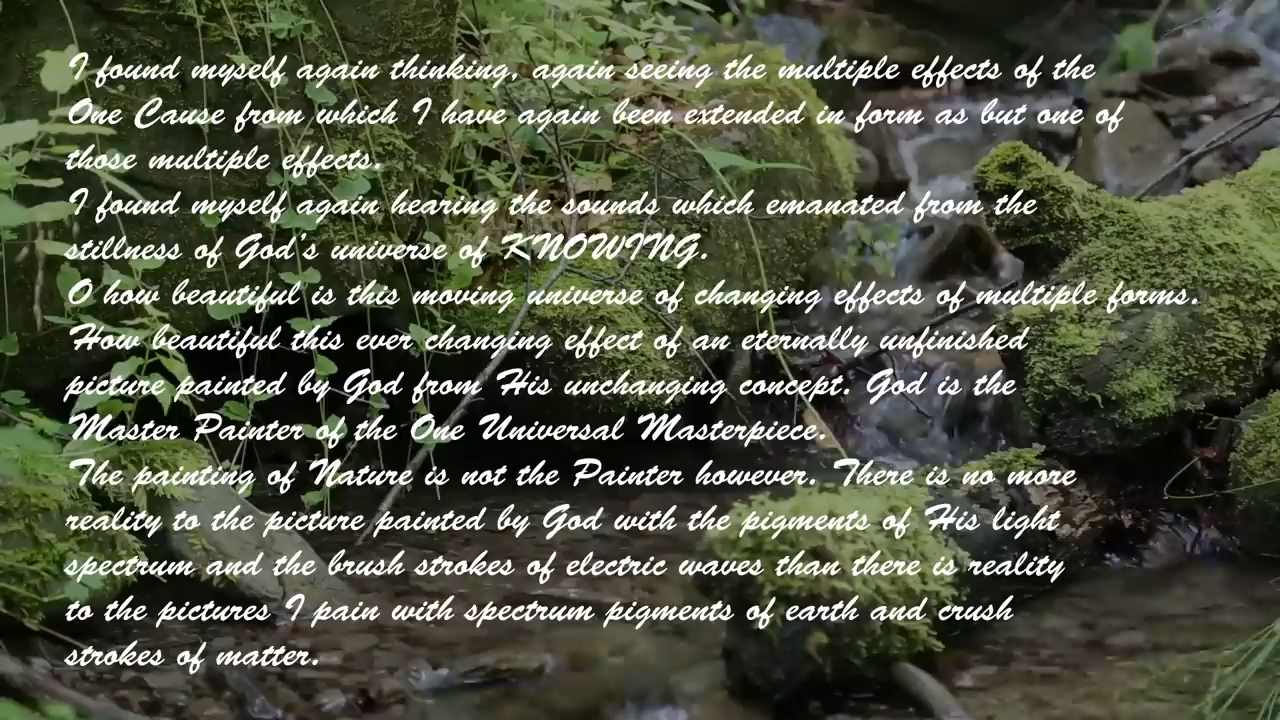 I found myself again thinking, again seeing the multiple effects of the
One Cause from which I have again been extended in form as but one of
those multiple effects.
I found myself again hearing the sounds which emanated from the
stillness of God's universe of KNOWING.
O how beautiful is this moving universe of changing effects of multiple forms.
How beautiful this ever changing effect of an eternally unfinished
picture painted by God from His unchanging concept. God is the
Master Painter of the One Universal Masterpiece.
The painting of Nature is not the Painter however. There is no more
reality to the picture painted by God with the pigments of His light
spectrum and the brush strokes of electric waves than there is reality
to the pictures I pain with spectrum pigments of earth and crush
strokes of matter.